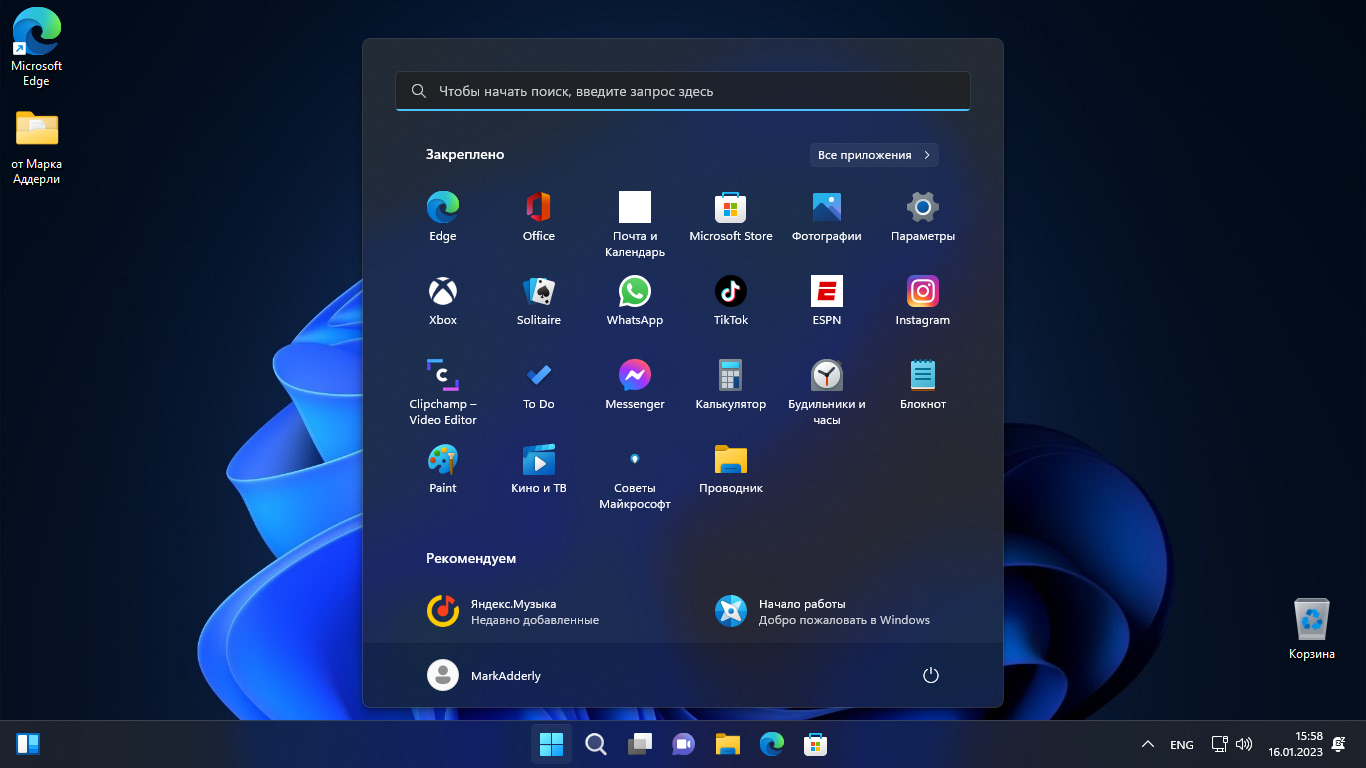 Microsoft
Edge
от Марка
Аддерли
Чтобы начать поиск, введите запрос здесь
Закреплено
Все приложения
Edge
Office
Почта и
Календарь
Microsoft Store
Фотографии
Параметры
Xbox
Solitaire
WhatsApp
TikTok
ESPN
Instagram
Clipchamp –
Video Editor
To Do
Messenger
Калькулятор
Будильники и
часы
Блокнот
Paint
Кино и ТВ
Советы
Майкрософт
Проводник
Рекомендуем
Яндекс.Музыка
Недавно добавленные
Начало работы
Добро пожаловать в Windows
MarkAdderly
Корзина
ENG
15:58
16.01.2023